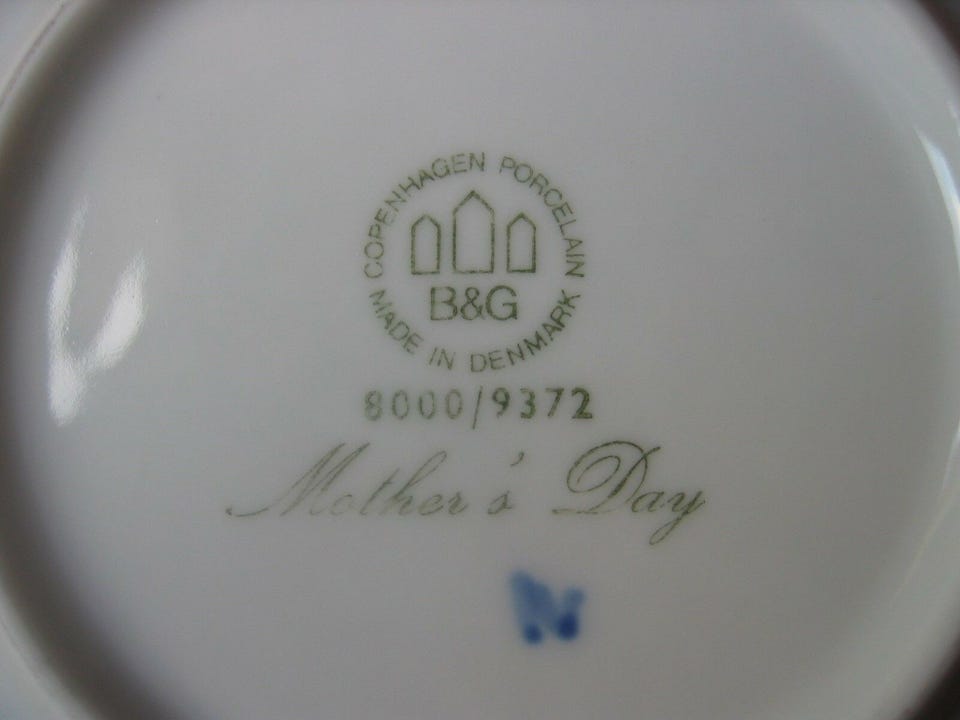 COPENHAGEN PORCELAIN
B&G
MADE IN DENMARK
8000/9372
Mother's Day